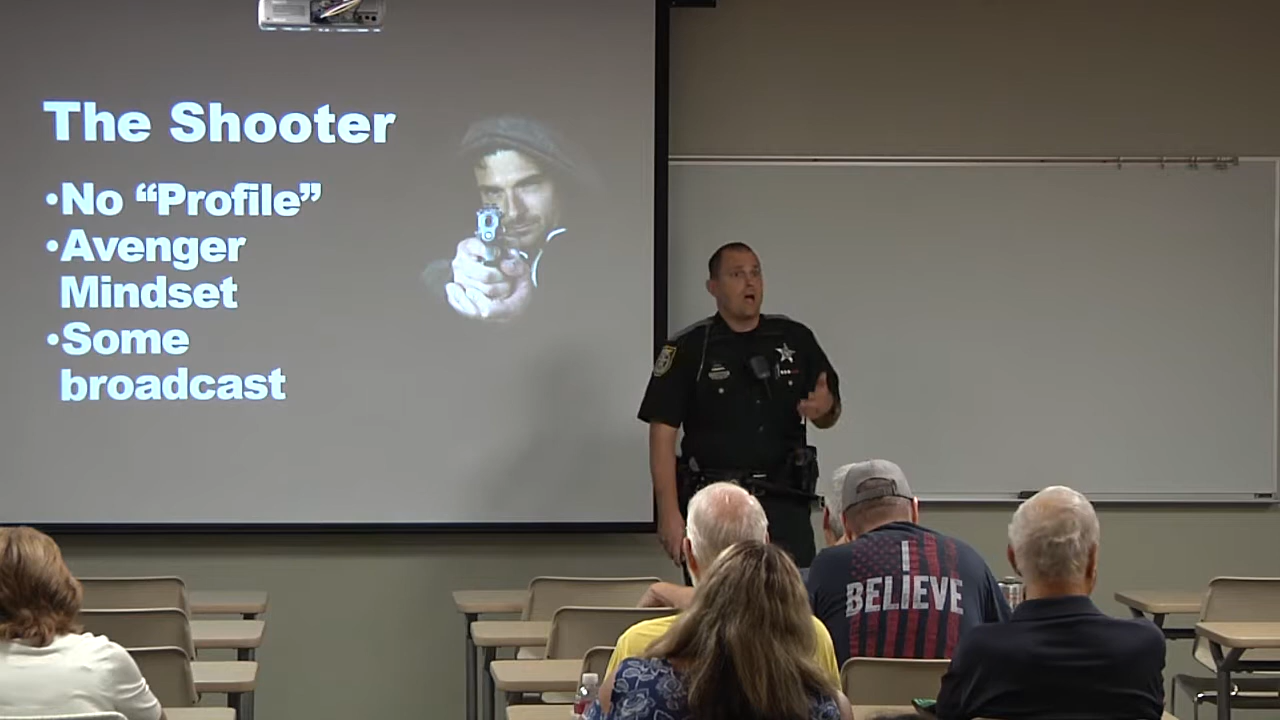 The Shooter
•No “Profile”
•Avenger
Mindset
•Some
broadcast
I
BELIEVE